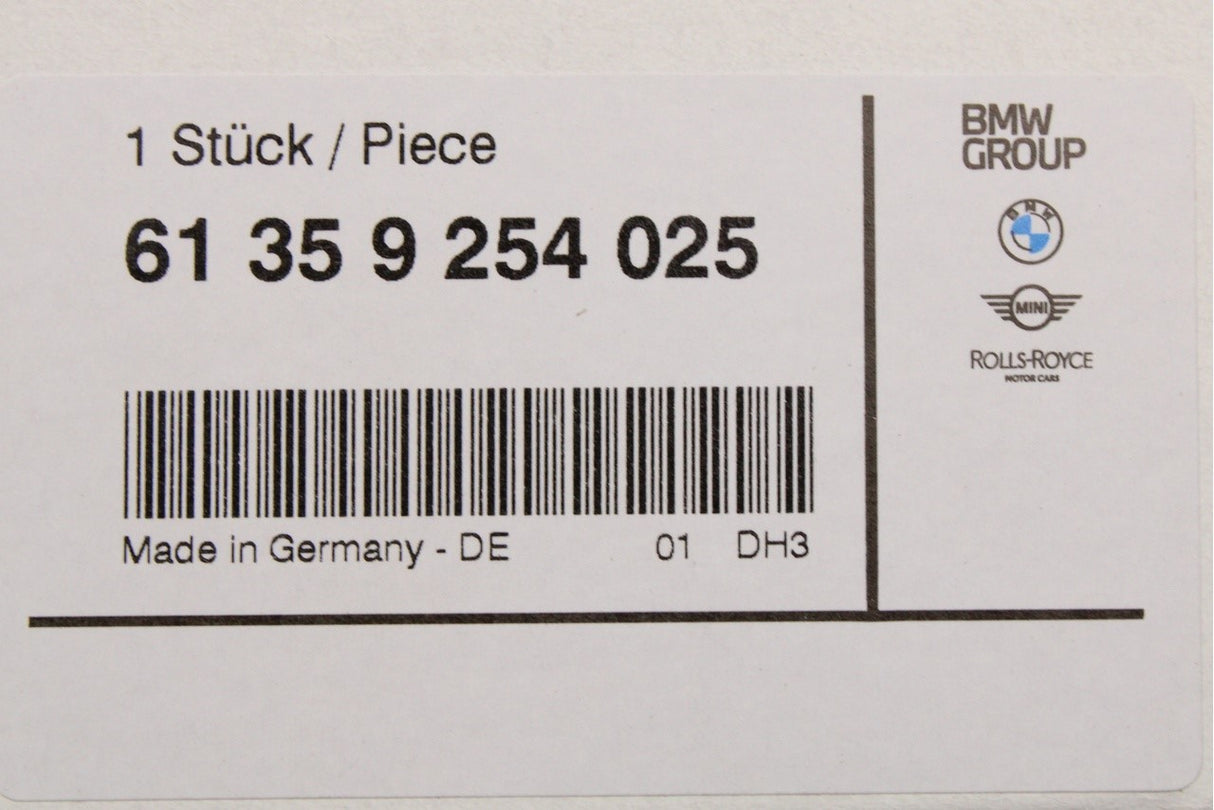 1 Stück / Piece
61 35 9 254 025
Made in Germany - DE 01 DH3
BMW
GROUP
BMW
MINI
ROLLS-ROYCE
MOTOR CARS